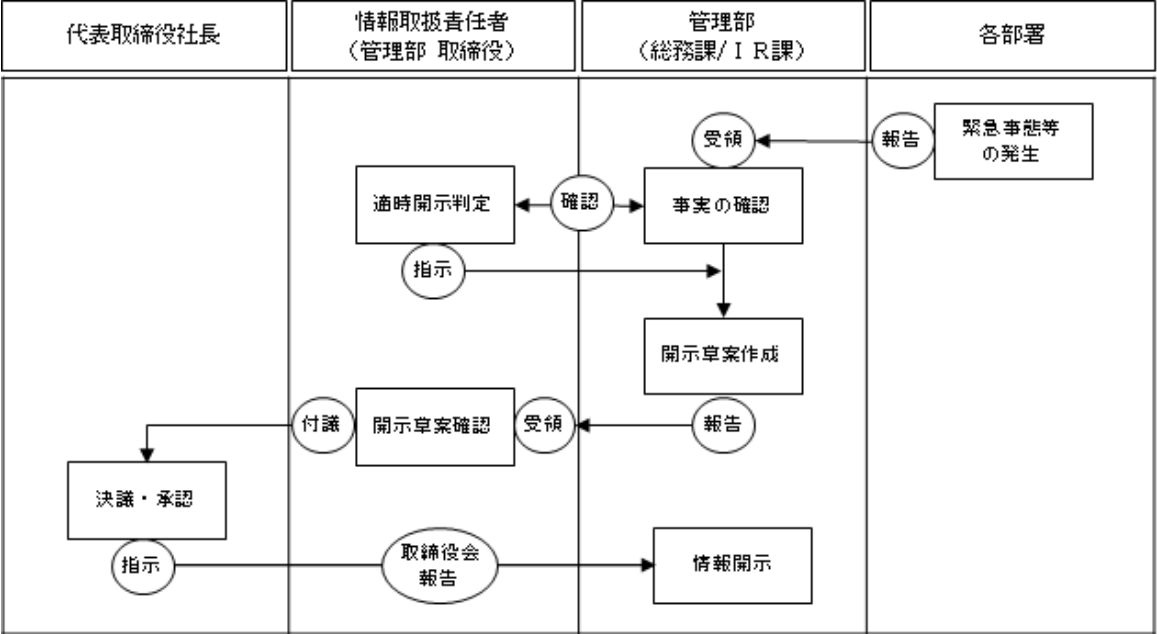 代表取締役社長
情報取扱責任者
（管理部 取締役）
管理部
（総務課/ＩＲ課）
各部署
緊急事態等
の発生
報告
受領
適時開示判定
確認
事実の確認
指示
開示草案作成
付議
開示草案確認
受領
報告
決議・承認
指示
取締役会
報告
情報開示